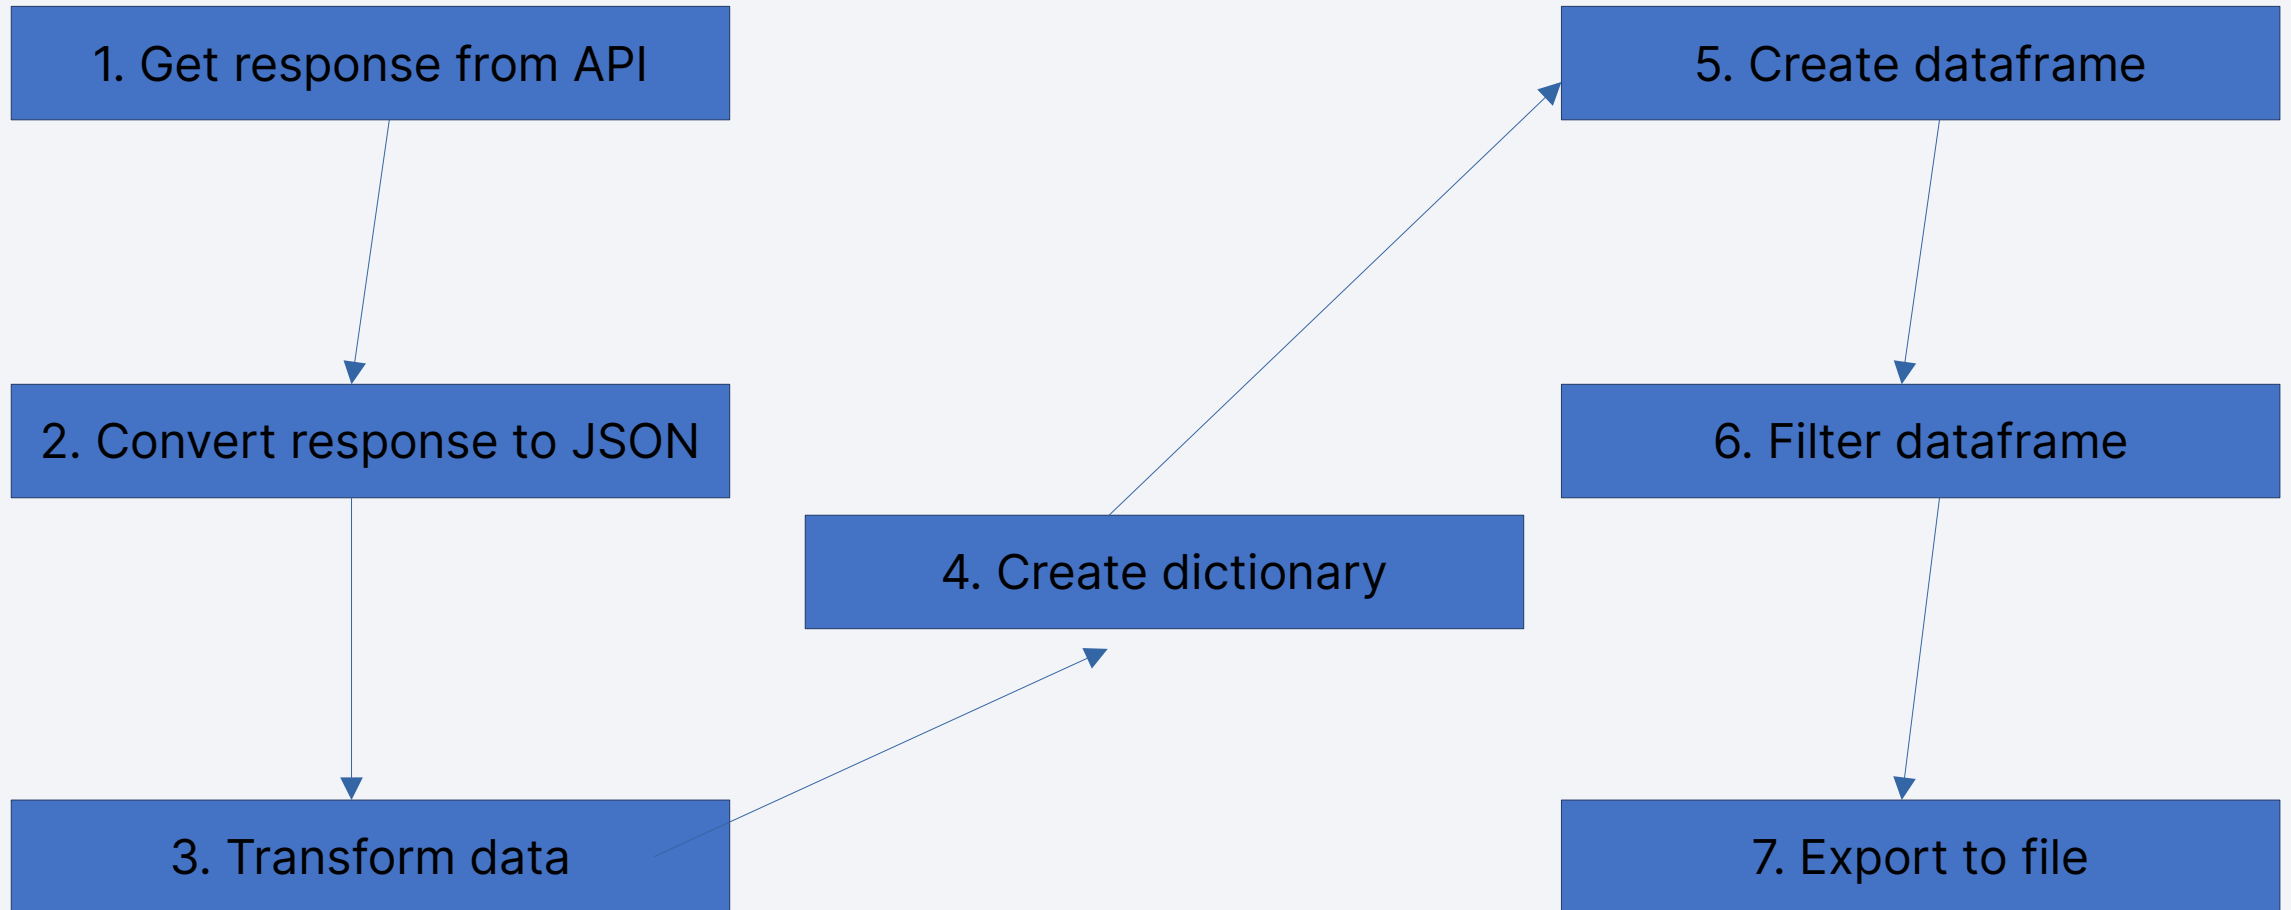 1. Get response from API
2. Convert response to JSON
3. Transform data
4. Create dictionary
5. Create dataframe
6. Filter dataframe
7. Export to file